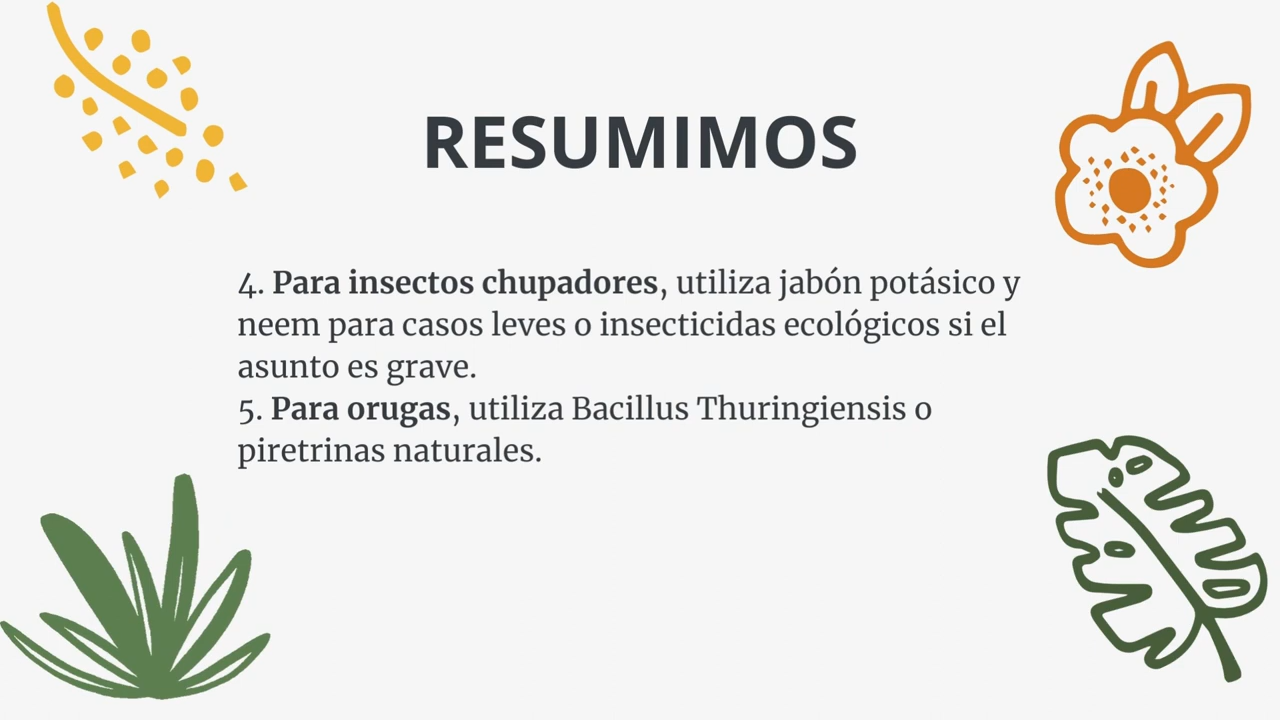 RESUMIMOS
4. Para insectos chupadores, utiliza jabón potásico y
neem para casos leves o insecticidas ecológicos si el
asunto es grave.
5. Para orugas, utiliza Bacillus Thuringiensis o
piretrinas naturales.